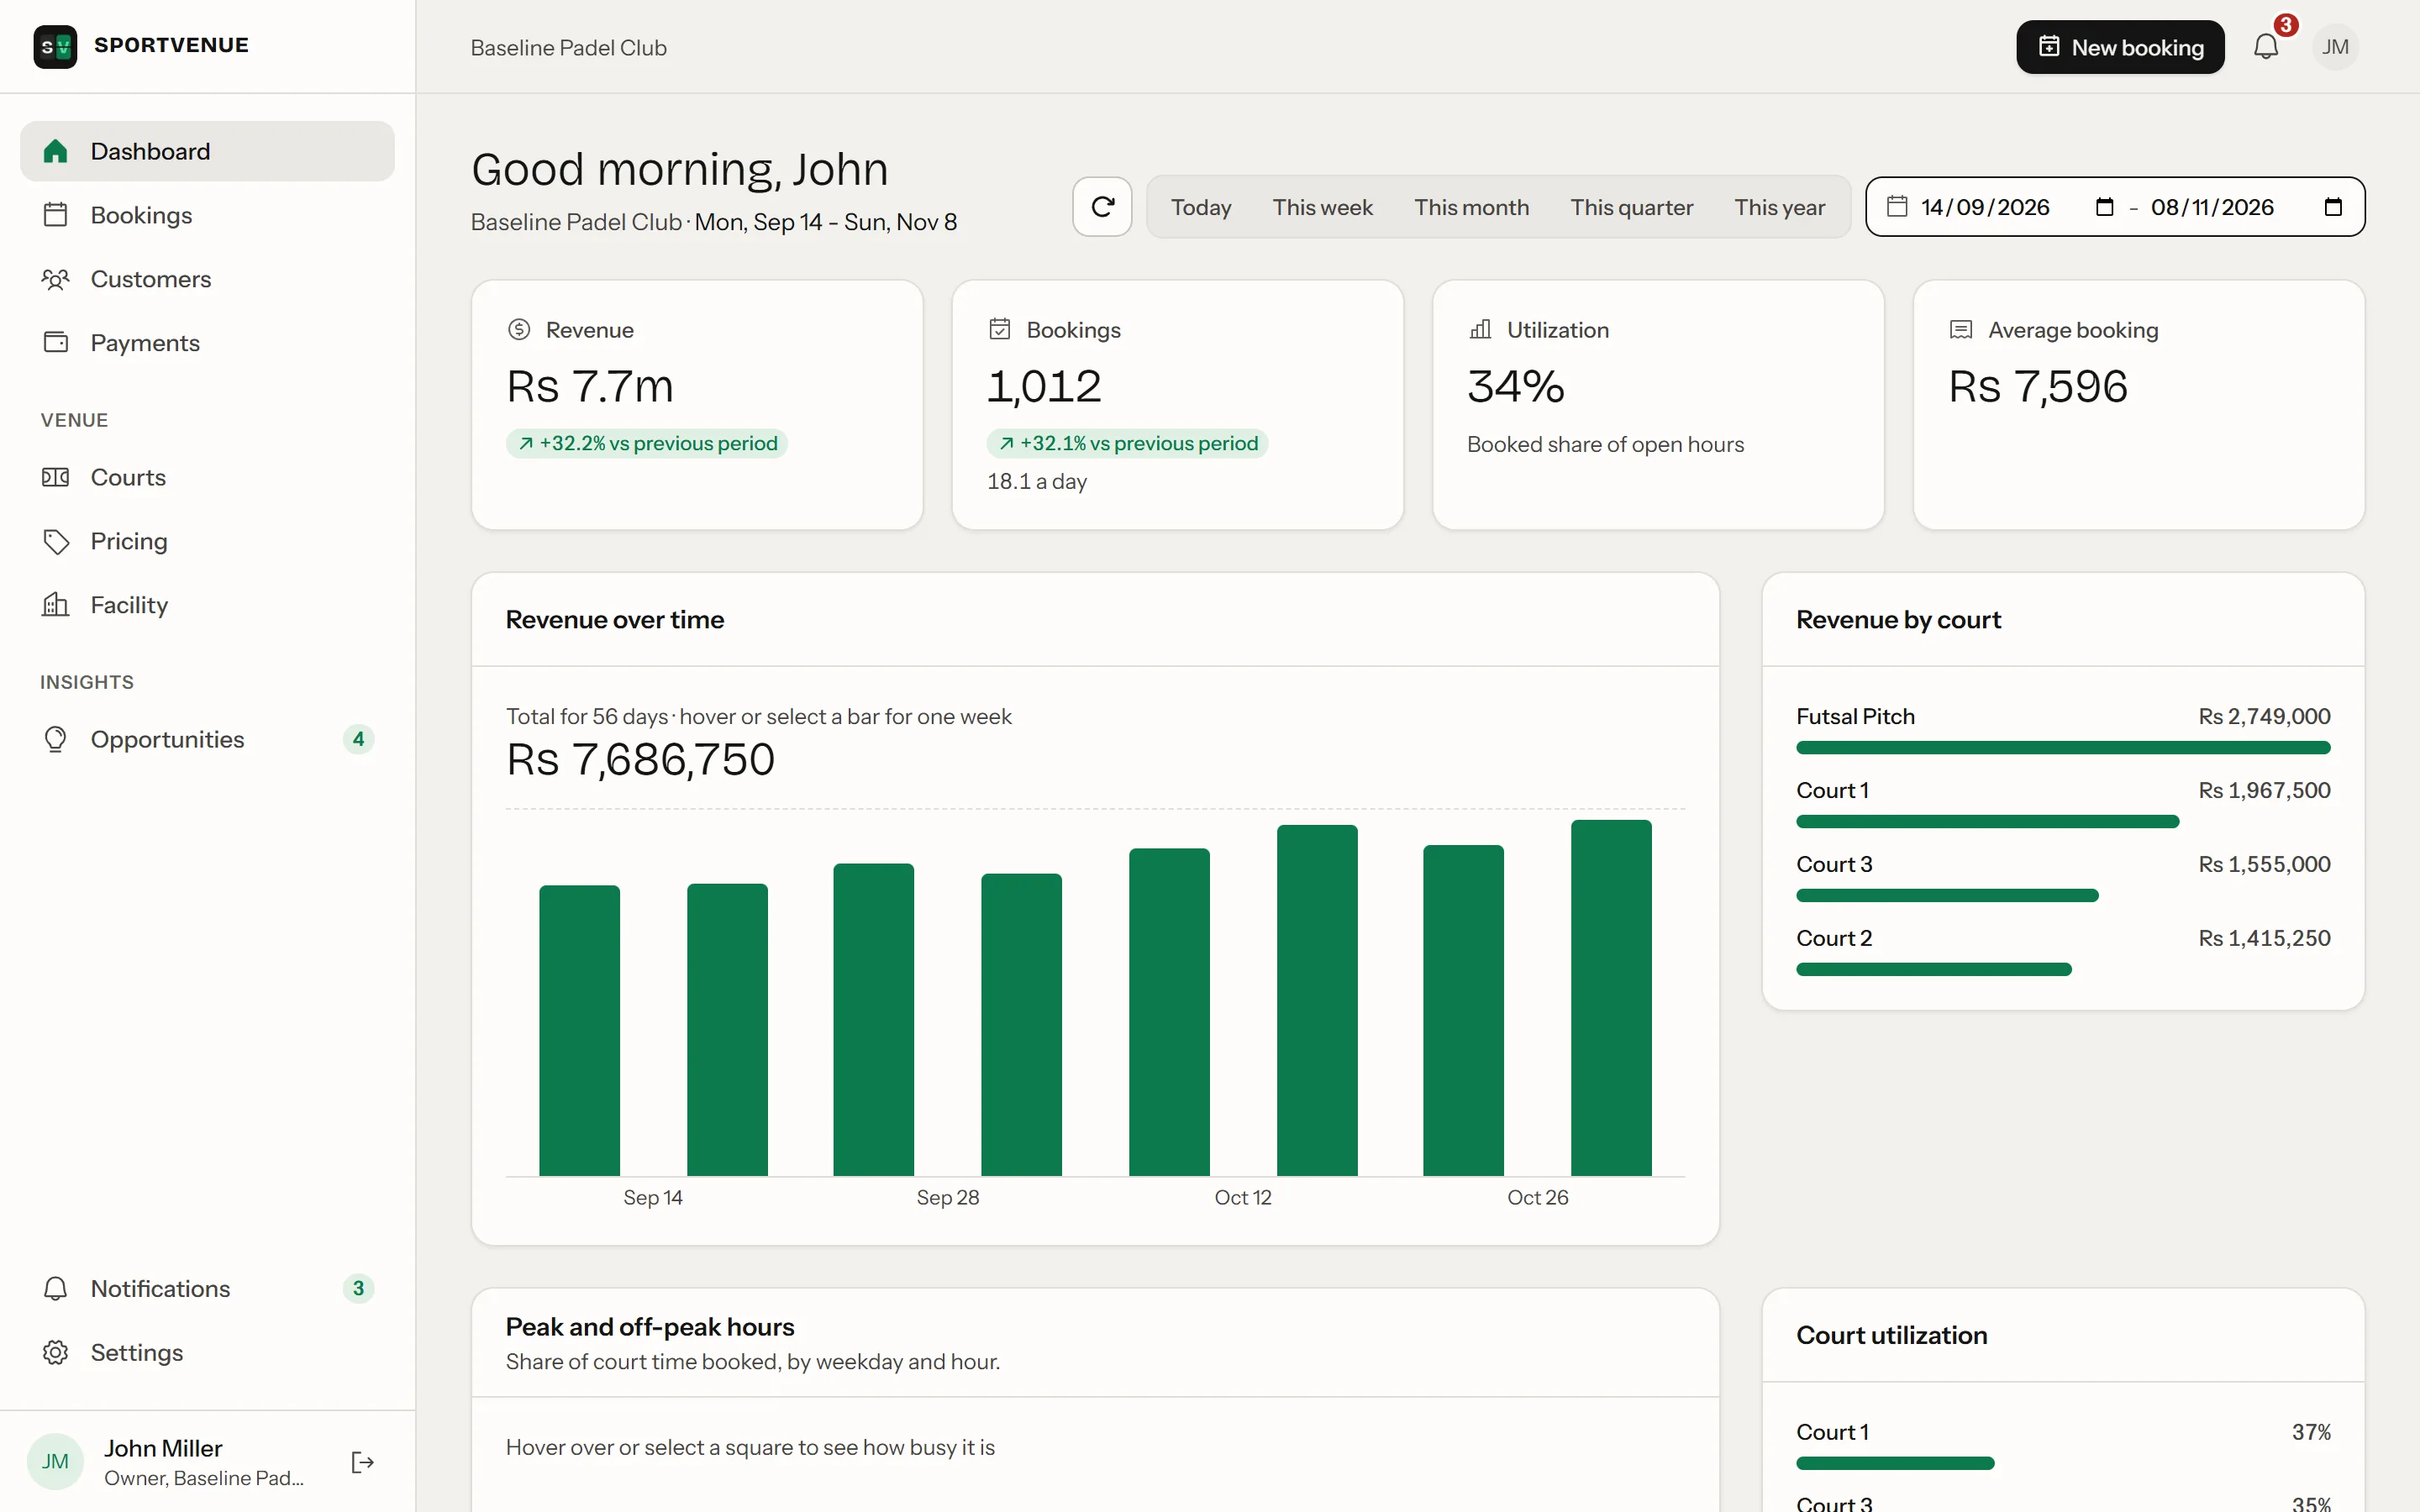 SV SPORTVENUE
Dashboard
Bookings
Customers
Payments
VENUE
Courts
Pricing
Facility
INSIGHTS
Opportunities 4
Notifications 3
Settings
JM
John Miller
Owner, Baseline Pad...
Baseline Padel Club
New booking
3
JM
Good morning, John
Baseline Padel Club · Mon, Sep 14 - Sun, Nov 8
Today This week This month This quarter This year
14/09/2026 - 08/11/2026
Revenue
Rs 7.7m
+32.2% vs previous period
Bookings
1,012
+32.1% vs previous period
18.1 a day
Utilization
34%
Booked share of open hours
Average booking
Rs 7,596
Revenue over time
Total for 56 days · hover or select a bar for one week
Rs 7,686,750
Sep 14 Sep 28 Oct 12 Oct 26
Revenue by court
Futsal Pitch Rs 2,749,000
Court 1 Rs 1,967,500
Court 3 Rs 1,555,000
Court 2 Rs 1,415,250
Peak and off-peak hours
Share of court time booked, by weekday and hour.
Hover over or select a square to see how busy it is
Court utilization
Court 1 37%
Court 3 35%